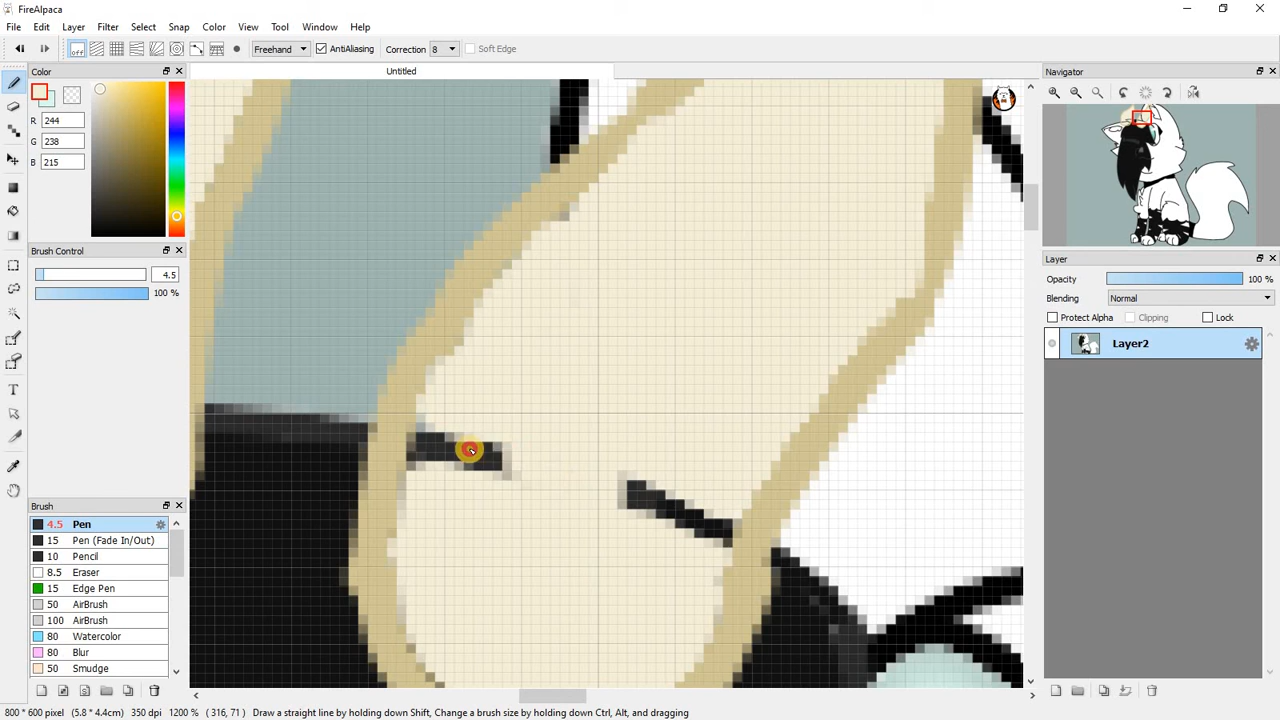 FireAlpaca
File Edit Layer Filter Select Snap Color View Tool Window Help
off Freehand AntiAliasing Correction 8 Soft Edge
Color
R 244
G 238
B 215
Brush Control
4.5
100 %
Brush
4.5 Pen
15 Pen (Fade In/Out)
10 Pencil
8.5 Eraser
15 Edge Pen
50 AirBrush
100 AirBrush
80 Watercolor
80 Blur
50 Smudge
Untitled
Navigator
Layer
Opacity 100 %
Blending Normal
Protect Alpha Clipping Lock
Layer2
800 * 600 pixel (5.8 * 4.4cm) 350 dpi 1200 % ( 316, 71 ) Draw a straight line by holding down Shift, Change a brush size by holding down Ctrl, Alt, and dragging